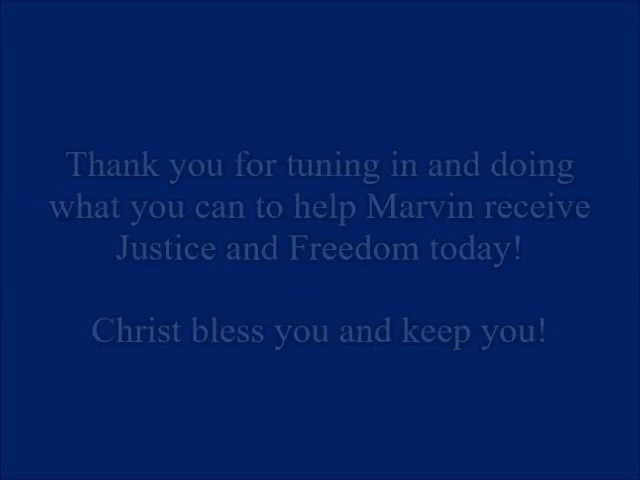 Thank you for tuning in and doing
what you can to help Marvin receive
Justice and Freedom today!
Christ bless you and keep you!